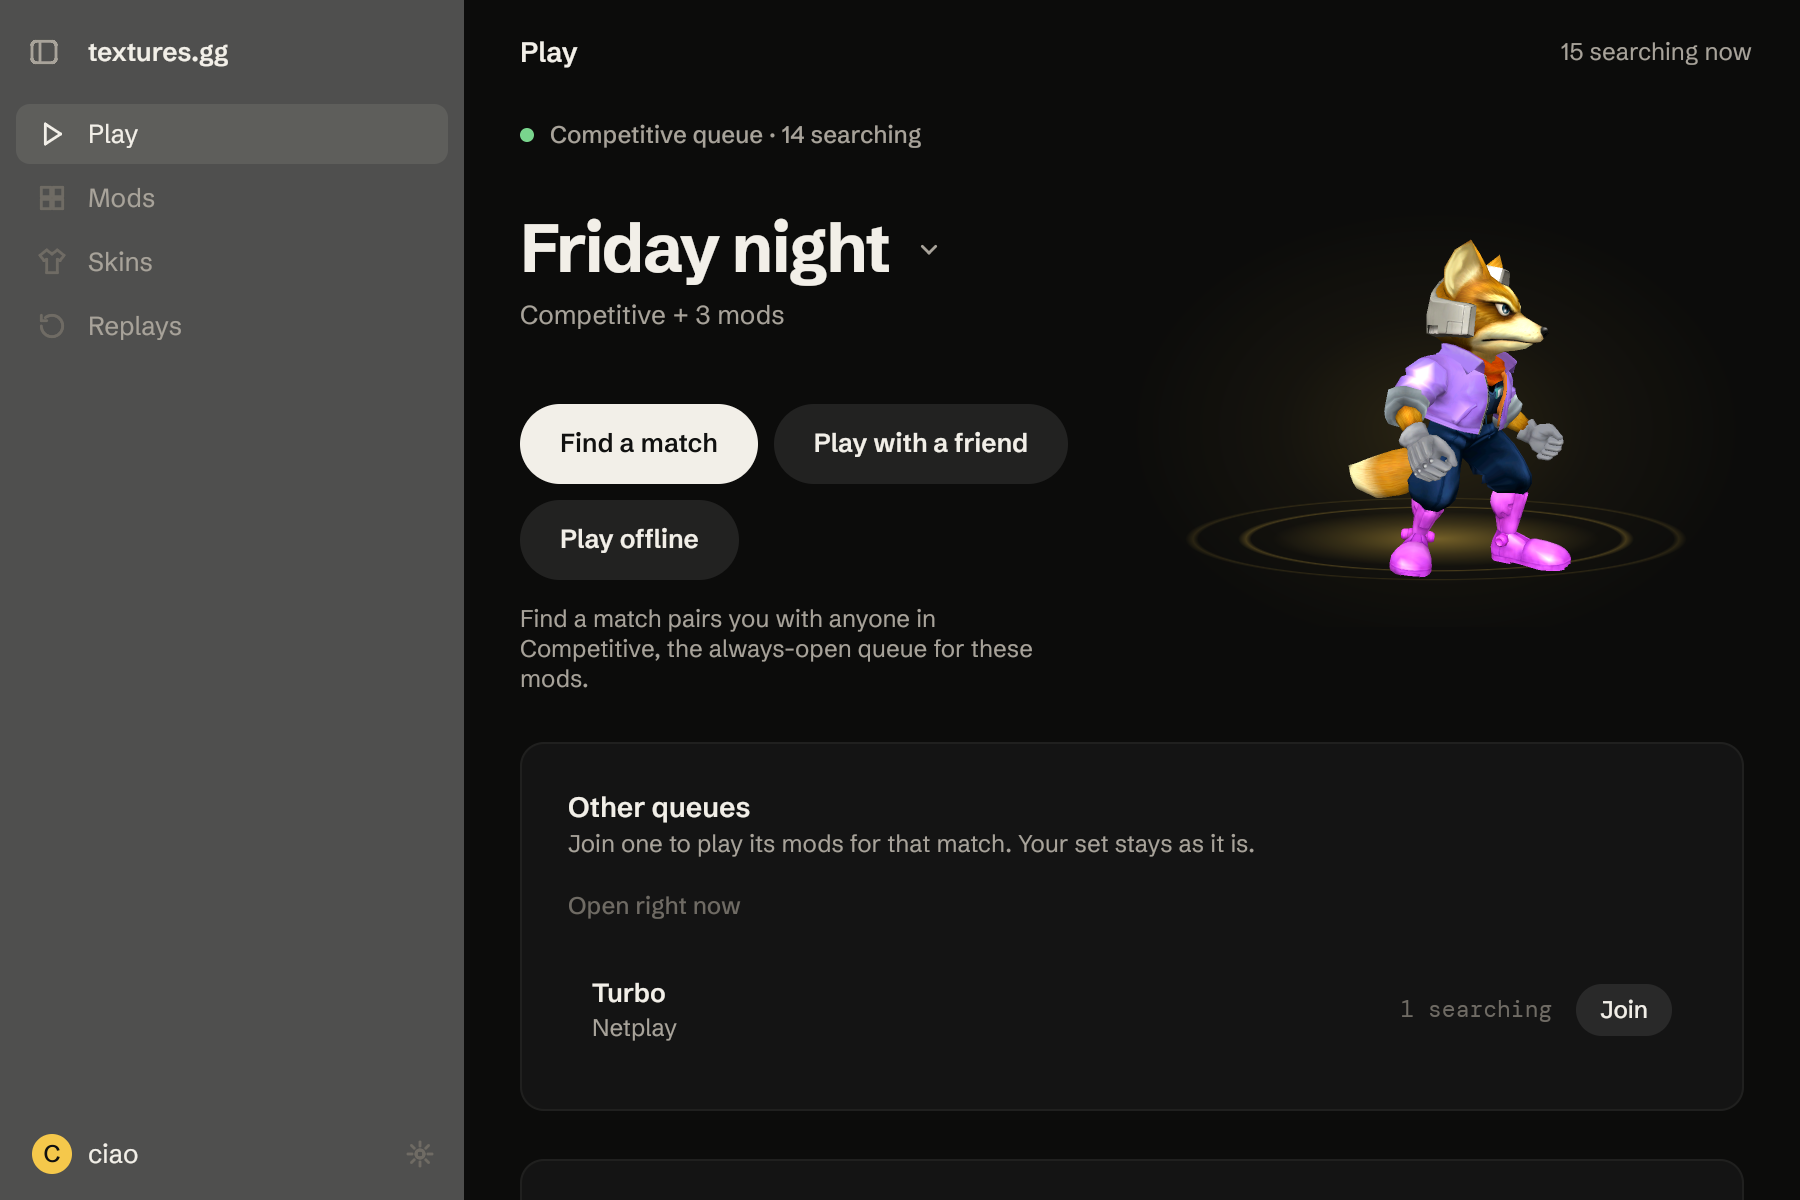 textures.gg
Play
Mods
Skins
Replays
C
ciao
Play
15 searching now
Competitive queue · 14 searching
Friday night
Competitive + 3 mods
Find a match
Play with a friend
Play offline
Find a match pairs you with anyone in
Competitive, the always-open queue for these
mods.
Other queues
Join one to play its mods for that match. Your set stays as it is.
Open right now
Turbo
Netplay
1 searching
Join